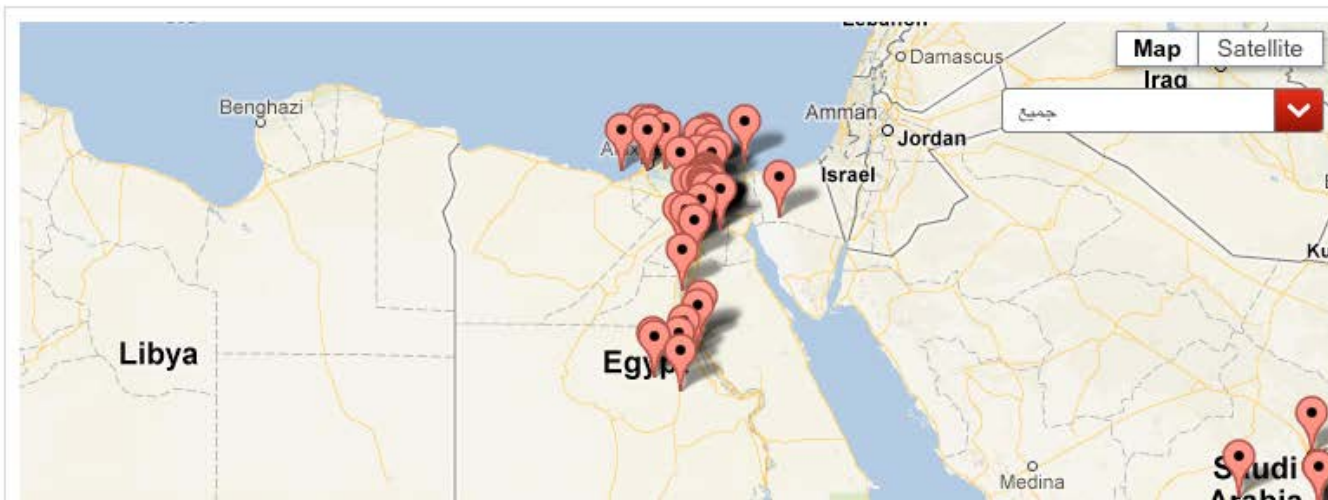 Lebanon
Damascus
Map
Satellite
Iraq
Benghazi
Amman
جميع
Jordan
Israel
Libya
Egypt
Medina
Saudi
Arabia